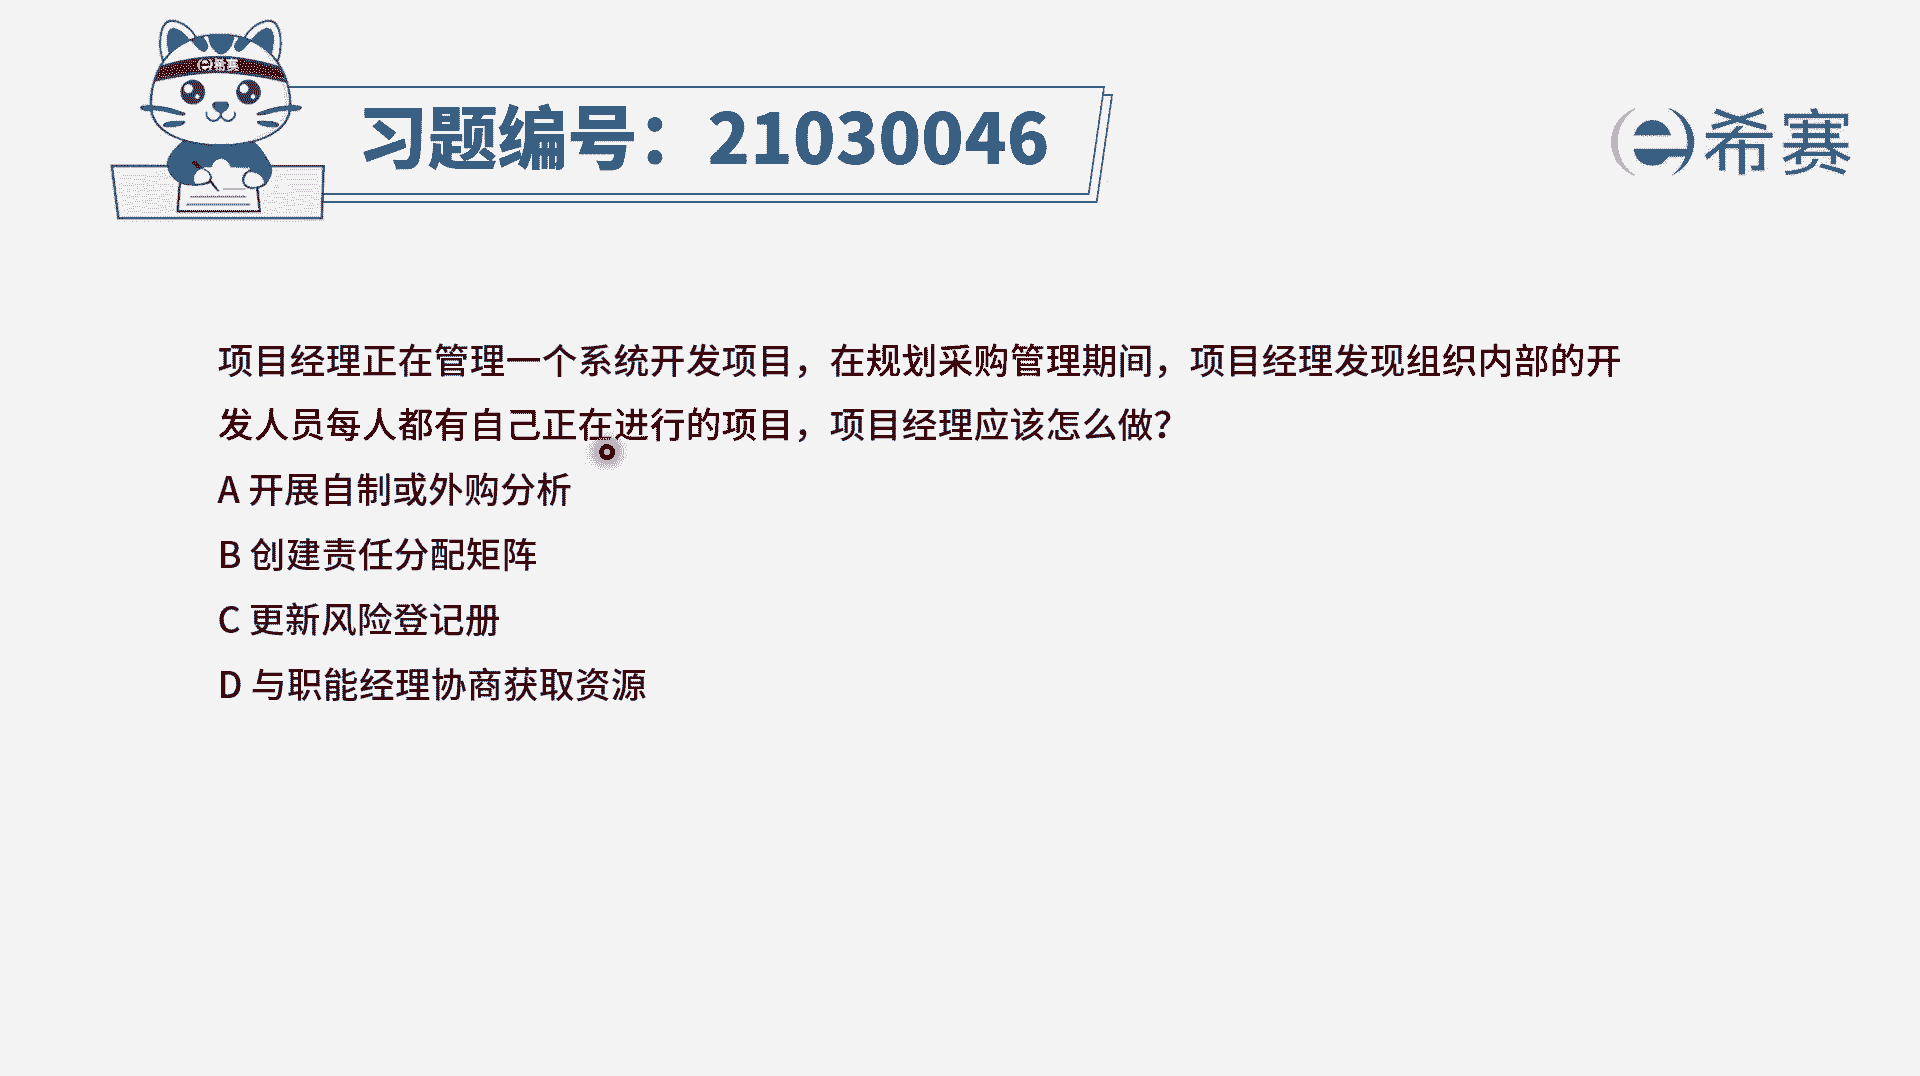 希赛
习题编号：21030046
希赛
项目经理正在管理一个系统开发项目，在规划采购管理期间，项目经理发现组织内部的开
发人员每人都有自己正在进行的项目，项目经理应该怎么做？
A 开展自制或外购分析
B 创建责任分配矩阵
C 更新风险登记册
D 与职能经理协商获取资源